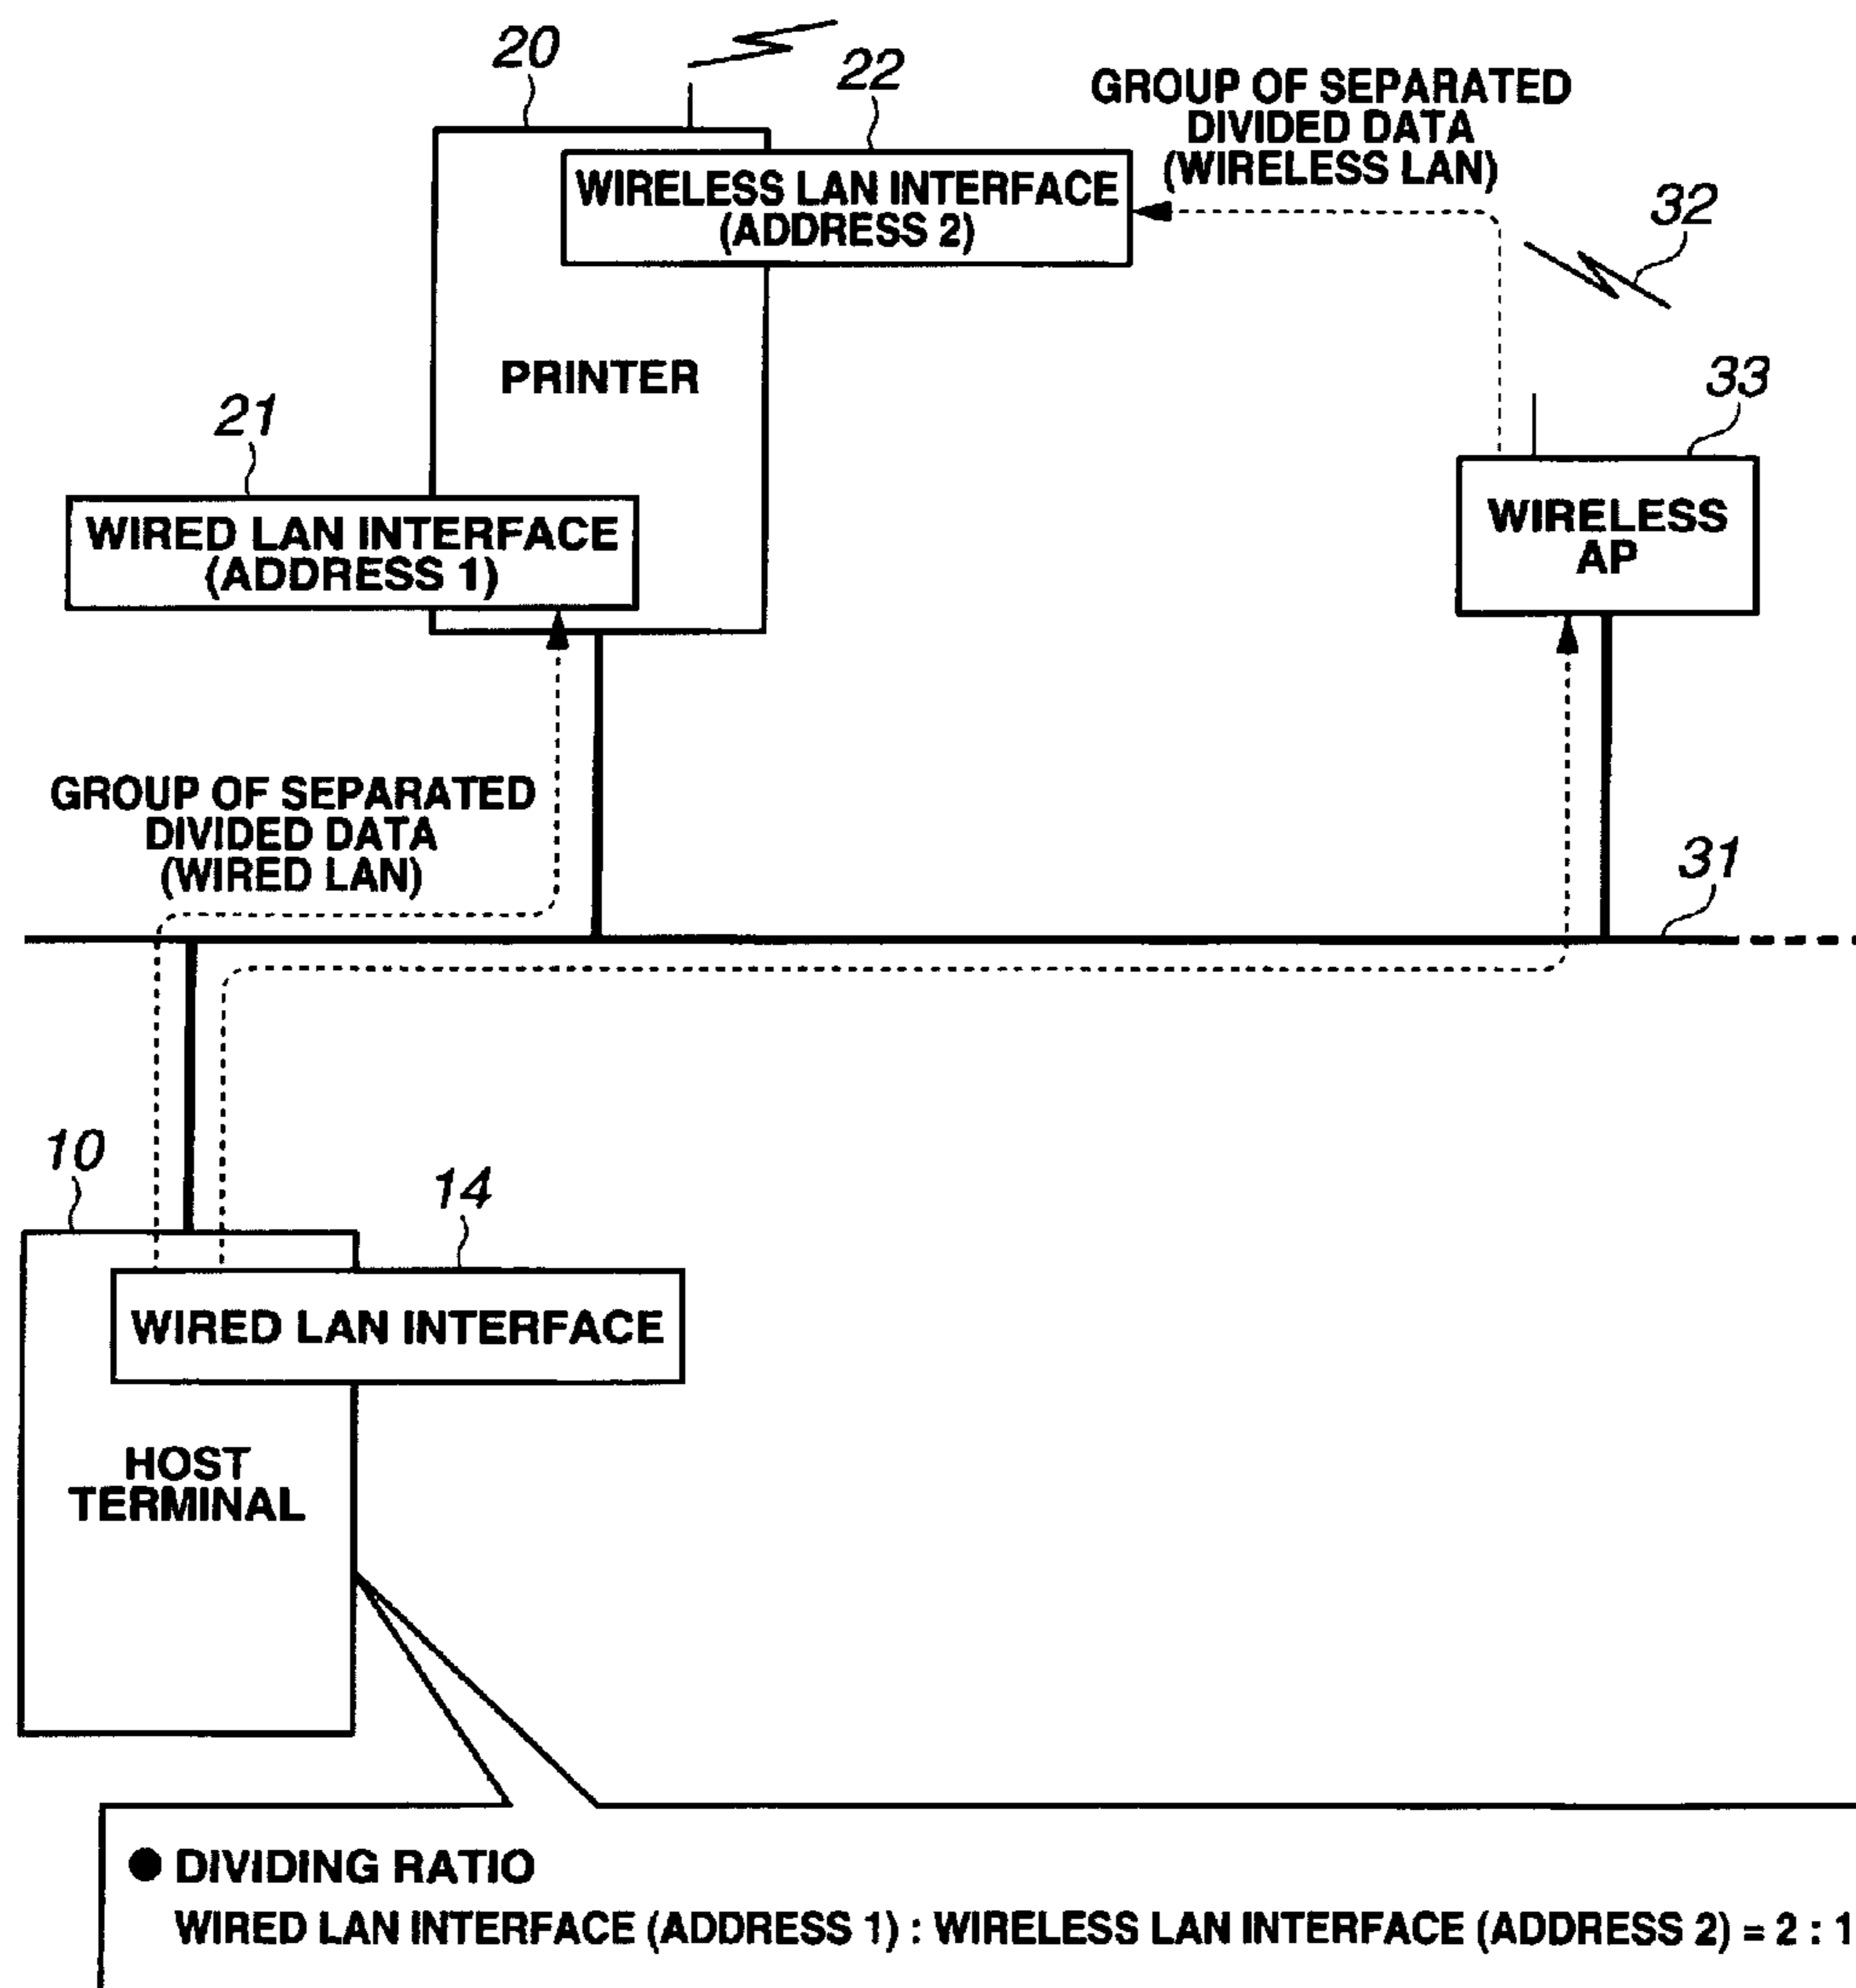 20
22
GROUP OF SEPARATED
DIVIDED DATA
(WIRELESS LAN)
WIRELESS LAN INTERFACE
(ADDRESS 2)
32
PRINTER
33
21
WIRED LAN INTERFACE
(ADDRESS 1)
WIRELESS
AP
GROUP OF SEPARATED
DIVIDED DATA
(WIRED LAN)
31
10
14
WIRED LAN INTERFACE
HOST
TERMINAL
● DIVIDING RATIO
WIRED LAN INTERFACE (ADDRESS 1) : WIRELESS LAN INTERFACE (ADDRESS 2) = 2 : 1